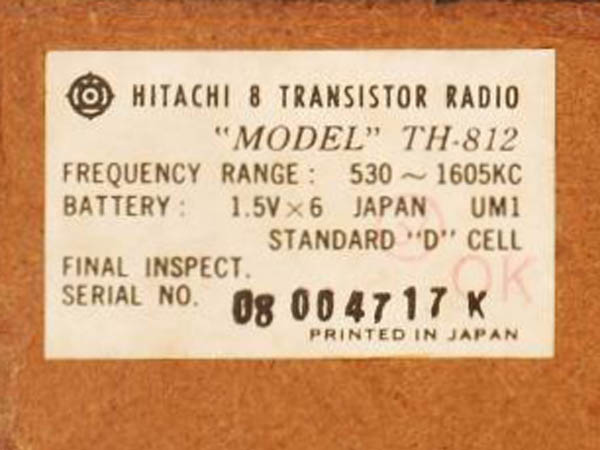 HITACHI 8 TRANSISTOR RADIO
"MODEL" TH-812
FREQUENCY RANGE: 530 ~ 1605KC
BATTERY: 1.5V×6 JAPAN UM1
STANDARD "D" CELL
FINAL INSPECT.
OK
SERIAL NO. 08 004717 K
PRINTED IN JAPAN